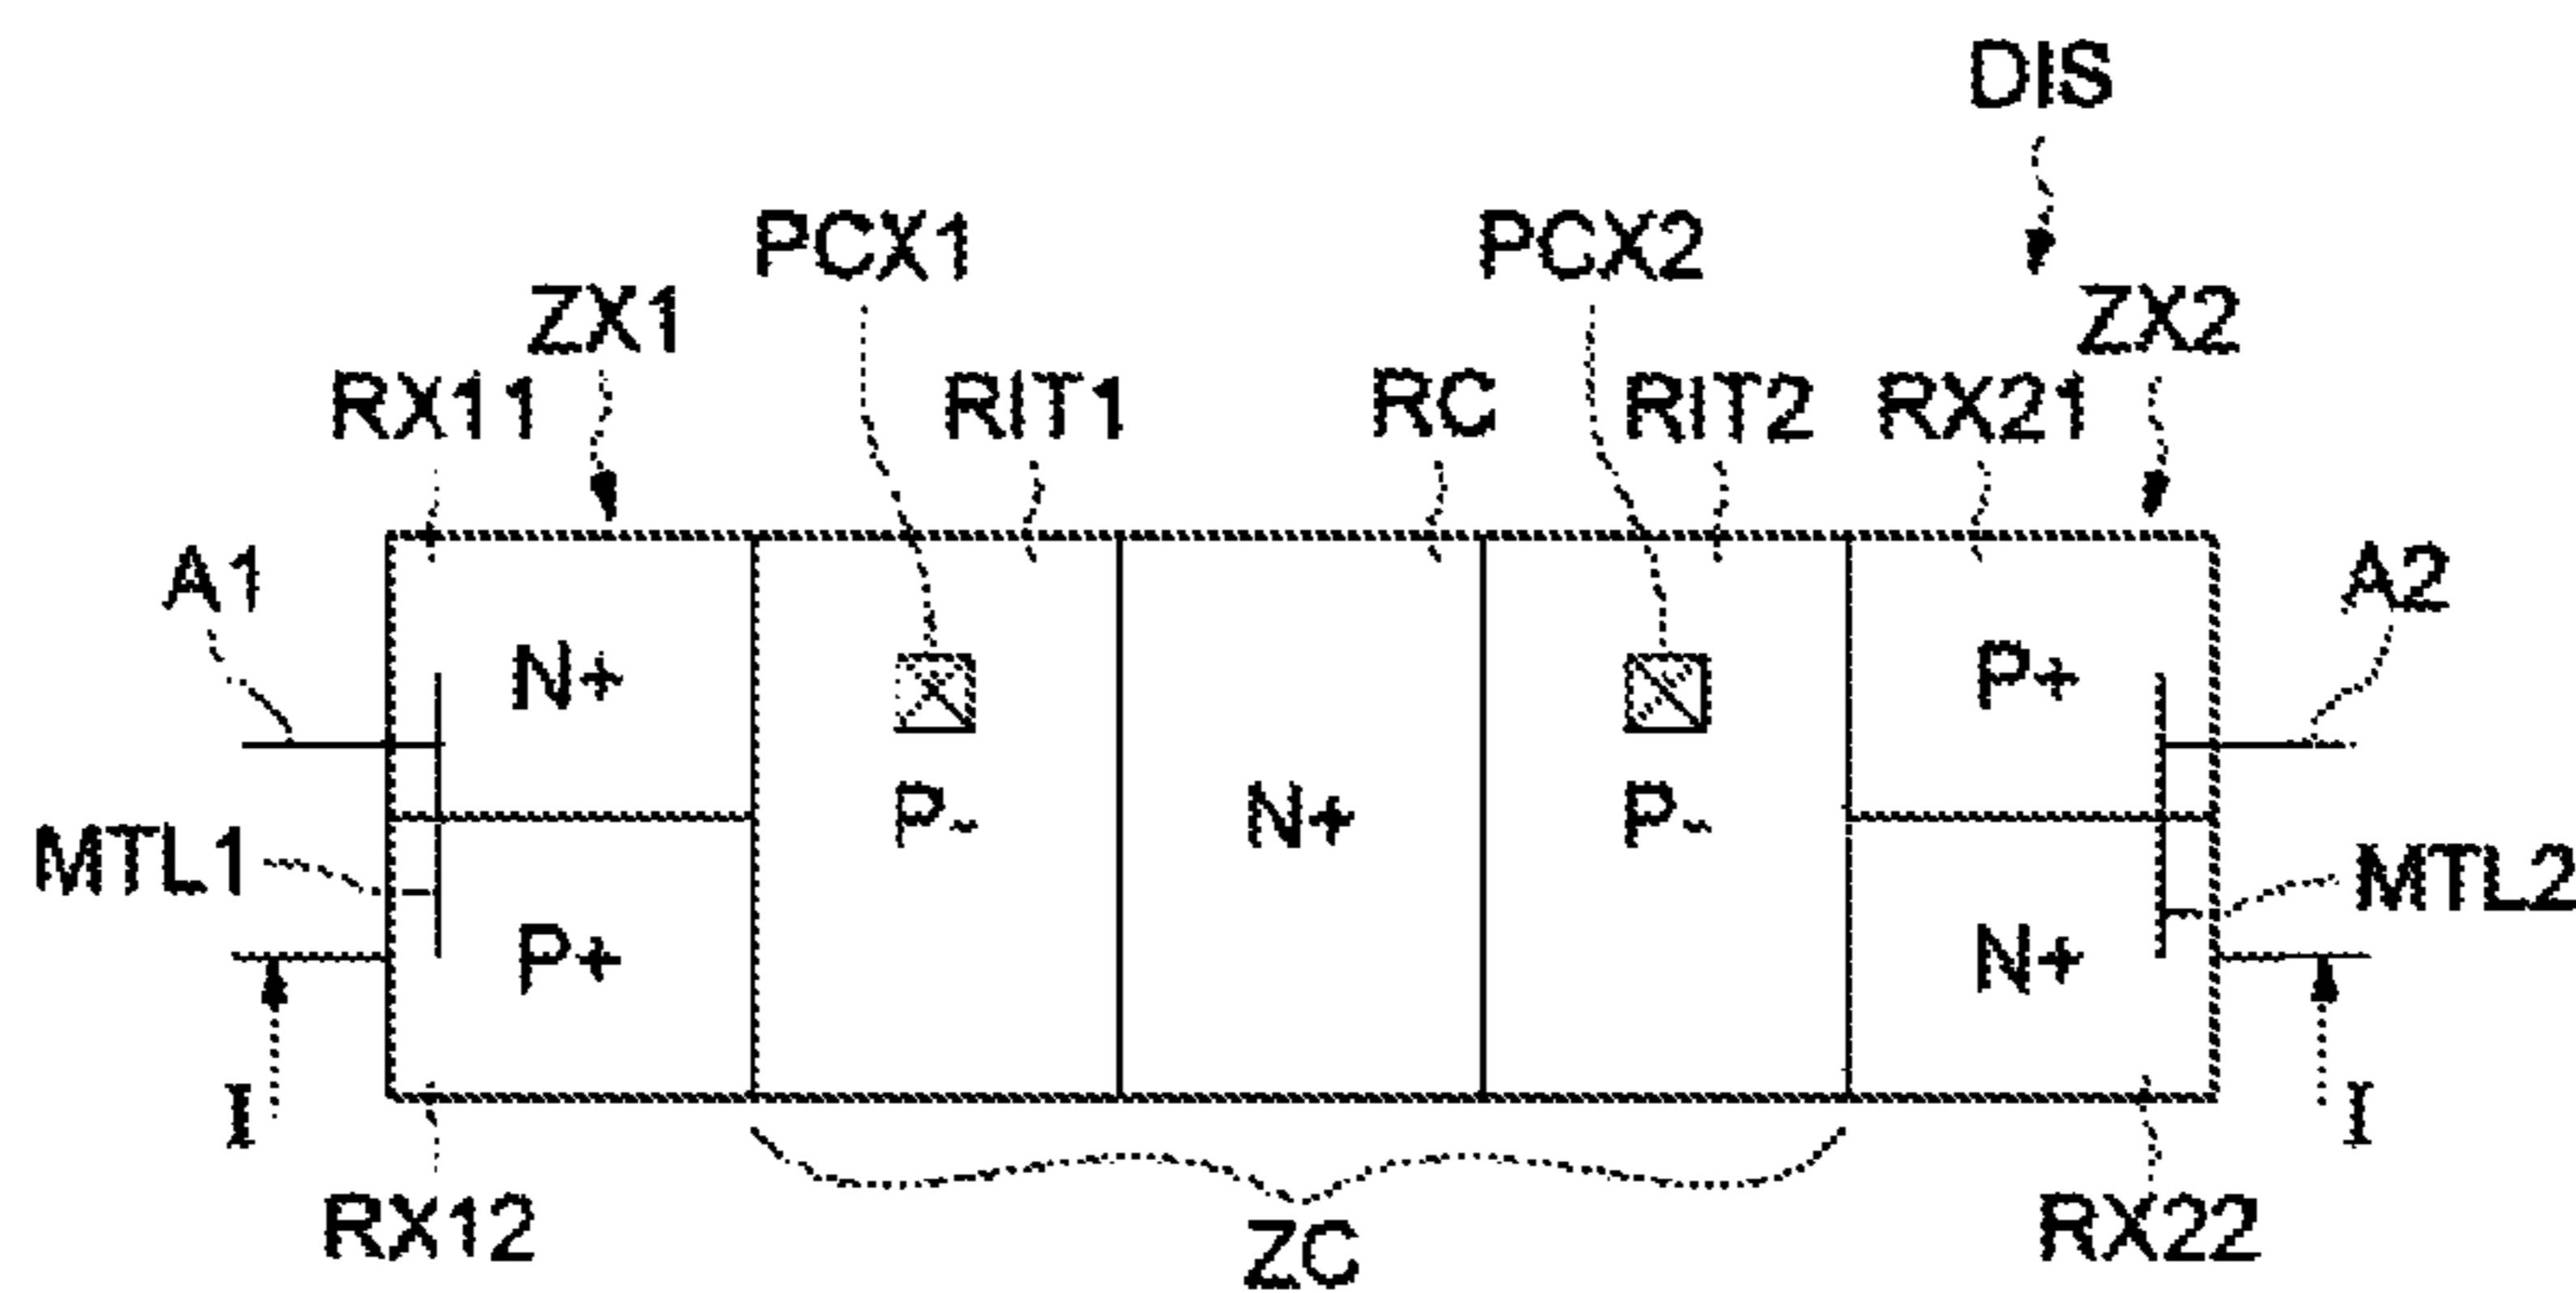 DIS
PCX1 PCX2
ZX1 ZX2
RX11 RIT1 RC RIT2 RX21
A1 A2
N+ P+
P- N+ P-
MTL1 MTL2
P+ N+
I I
RX12 RX22
ZC